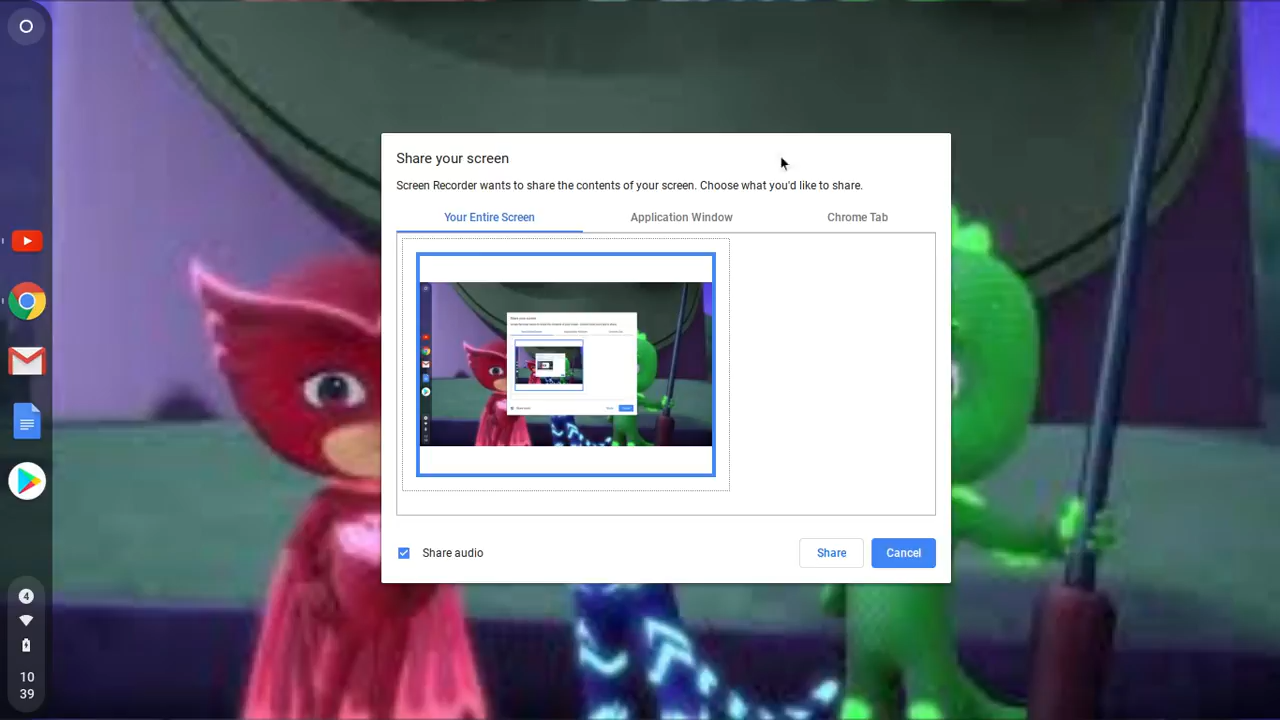 Share your screen
Screen Recorder wants to share the contents of your screen. Choose what you'd like to share.
Your Entire Screen
Application Window
Chrome Tab
Share audio
Share
Cancel
4
10
39